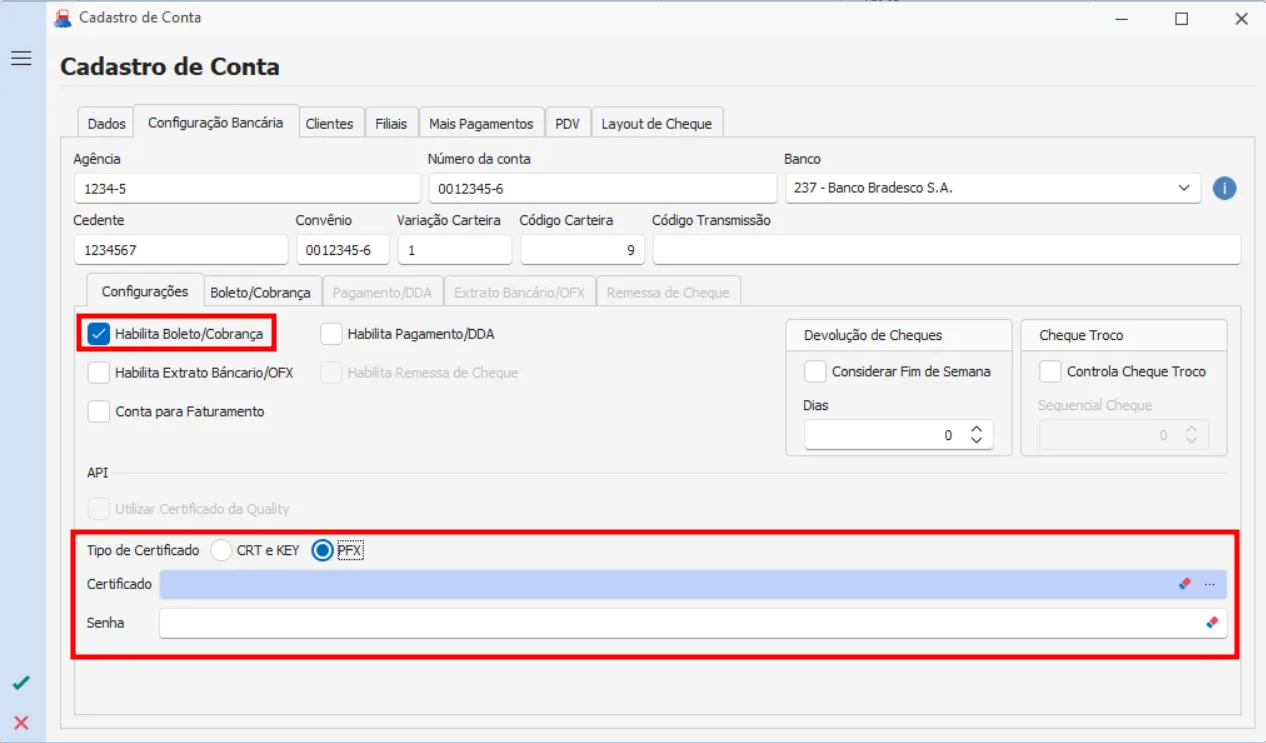 Cadastro de Conta
Cadastro de Conta
Dados Configuração Bancária Clientes Filiais Mais Pagamentos PDV Layout de Cheque
Agência Número da conta Banco
1234-5 0012345-6 237 - Banco Bradesco S.A.
Cedente Convênio Variação Carteira Código Carteira Código Transmissão
1234567 0012345-6 1 9
Configurações Boleto/Cobrança Pagamento/DDA Extrato Bancário/OFX Remessa de Cheque
Habilita Boleto/Cobrança Habilita Pagamento/DDA Devolução de Cheques Cheque Troco
Habilita Extrato Báncario/OFX Habilita Remessa de Cheque Considerar Fim de Semana Controla Cheque Troco
Conta para Faturamento Dias Sequencial Cheque
0 0
API
Utilizar Certificado da Quality
Tipo de Certificado CRT e KEY PFX
Certificado ...
Senha